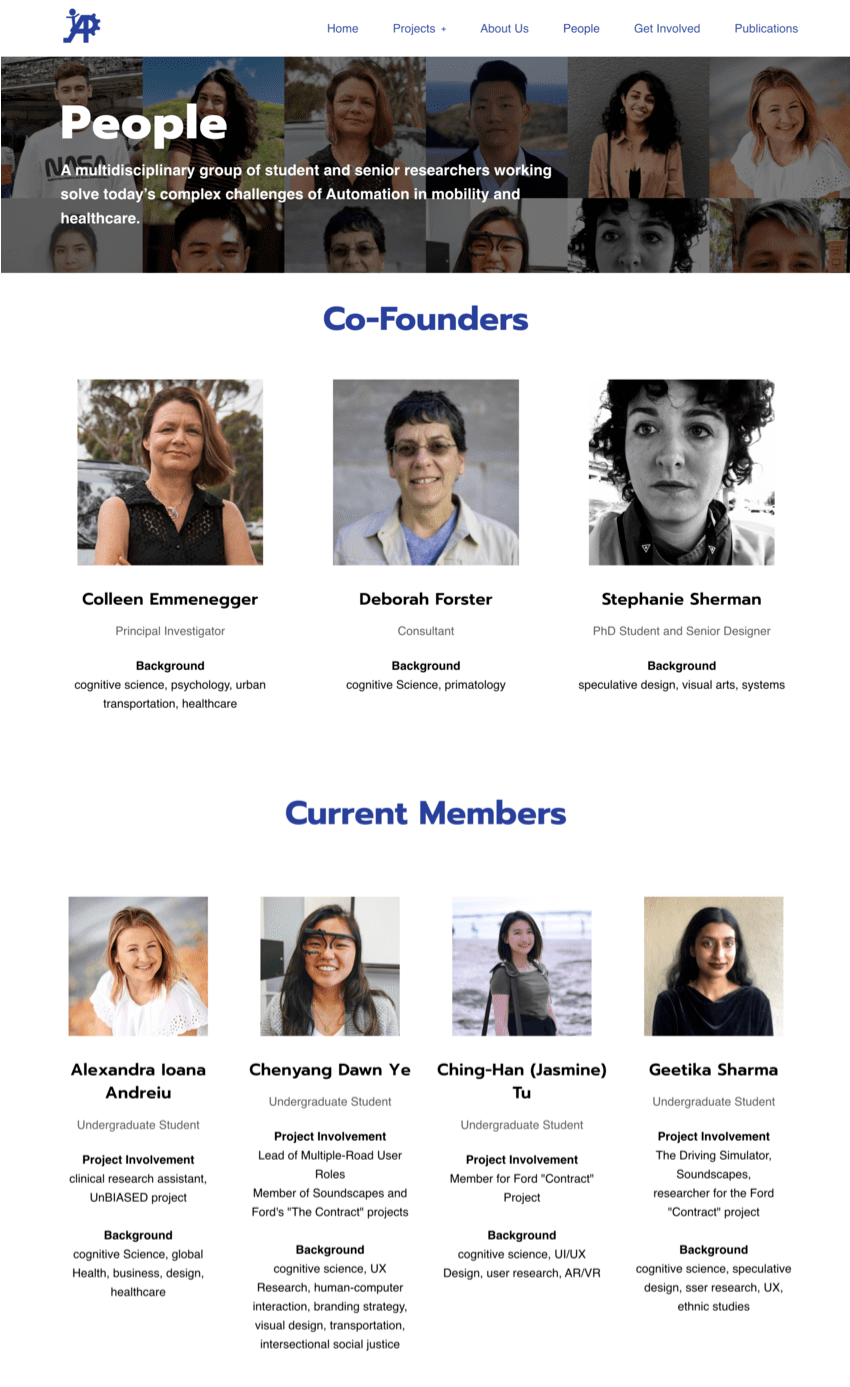 AP
Home Projects + About Us People Get Involved Publications
NASA
People
A multidisciplinary group of student and senior researchers working
solve today's complex challenges of Automation in mobility and
healthcare.
Co-Founders
Colleen Emmenegger
Principal Investigator
Background
cognitive science, psychology, urban
transportation, healthcare
Deborah Forster
Consultant
Background
cognitive Science, primatology
Stephanie Sherman
PhD Student and Senior Designer
Background
speculative design, visual arts, systems
Current Members
Alexandra Ioana
Andreiu
Undergraduate Student
Project Involvement
clinical research assistant,
UnBIASED project
Background
cognitive Science, global
Health, business, design,
healthcare
Chenyang Dawn Ye
Undergraduate Student
Project Involvement
Lead of Multiple-Road User
Roles
Member of Soundscapes and
Ford's "The Contract" projects
Background
cognitive science, UX
Research, human-computer
interaction, branding strategy,
visual design, transportation,
intersectional social justice
Ching-Han (Jasmine)
Tu
Undergraduate Student
Project Involvement
Member for Ford "Contract"
Project
Background
cognitive science, UI/UX
Design, user research, AR/VR
Geetika Sharma
Undergraduate Student
Project Involvement
The Driving Simulator,
Soundscapes,
researcher for the Ford
"Contract" project
Background
cognitive science, speculative
design, sser research, UX,
ethnic studies